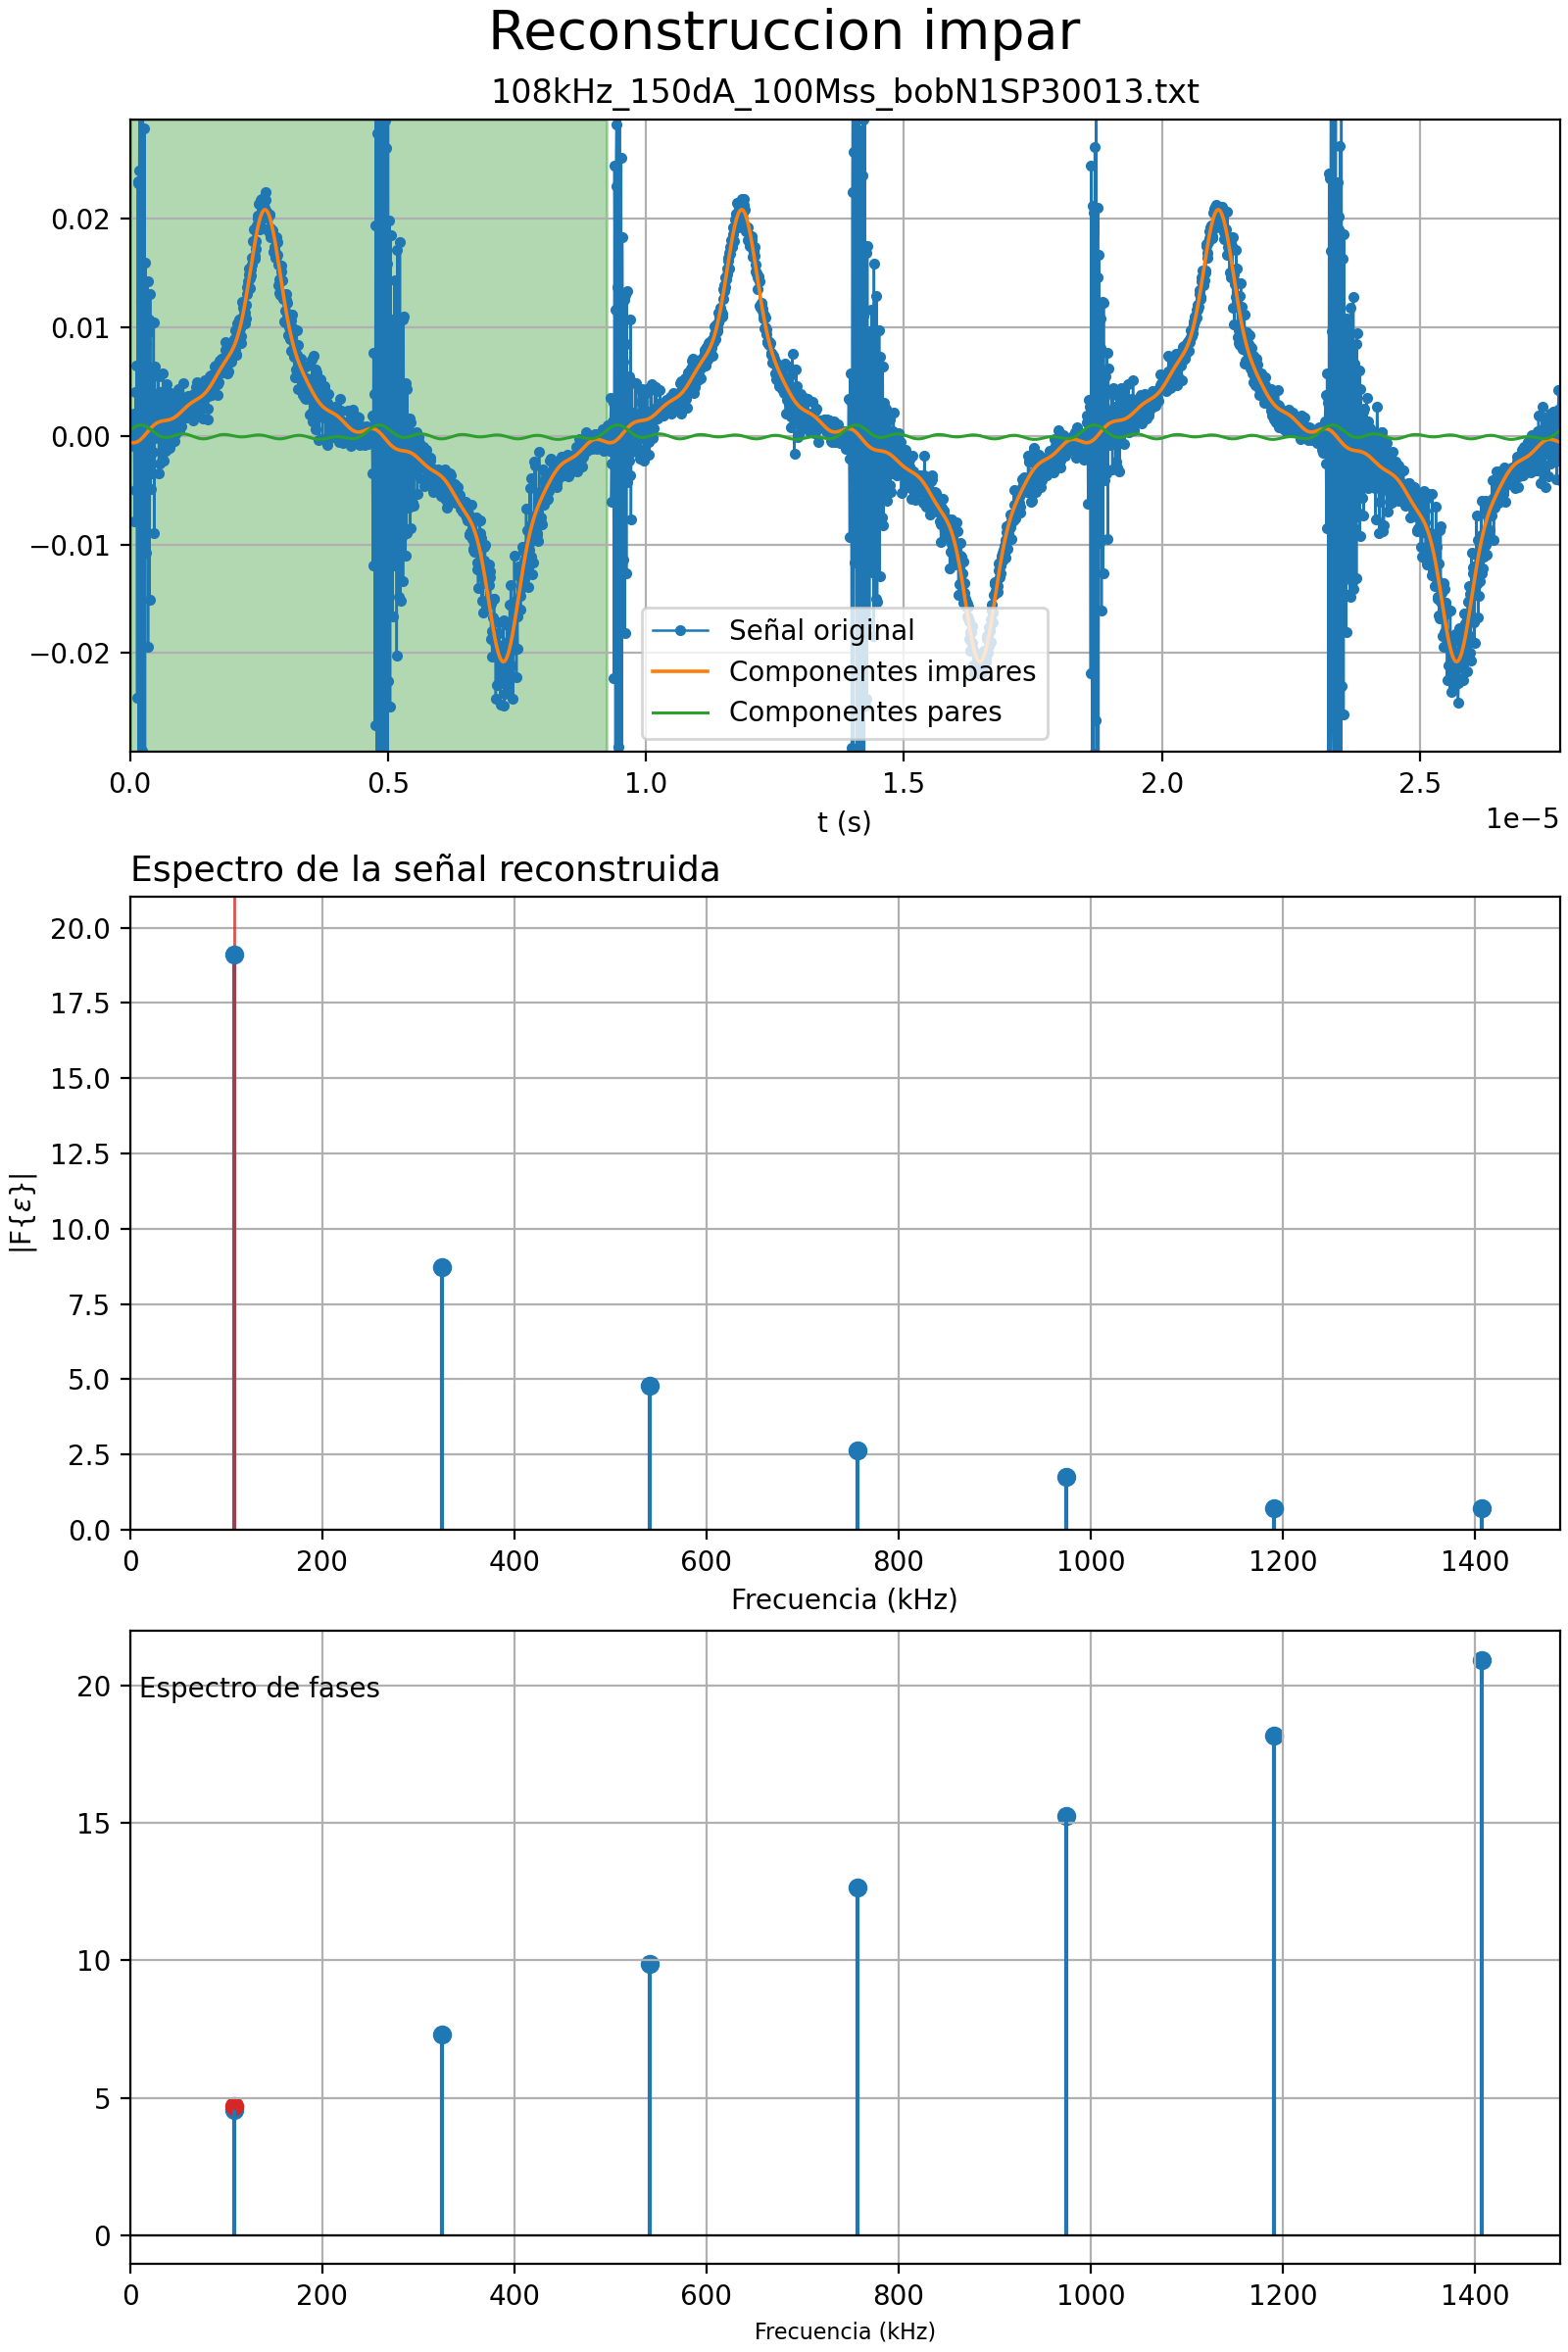 Reconstruccion impar
108kHz_150dA_100Mss_bobN1SP30013.txt
0.02
0.01
0.00
−0.01
−0.02
Señal original
Componentes impares
Componentes pares
0.0 0.5 1.0 1.5 2.0 2.5
t (s)
1e−5
Espectro de la señal reconstruida
20.0
17.5
15.0
12.5
10.0
7.5
5.0
2.5
0.0
|F{ε}|
0 200 400 600 800 1000 1200 1400
Frecuencia (kHz)
Espectro de fases
20
15
10
5
0
0 200 400 600 800 1000 1200 1400
Frecuencia (kHz)